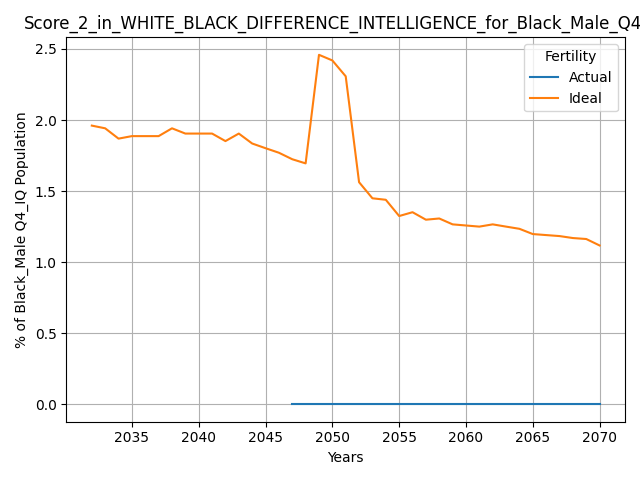 Score_2_in_WHITE_BLACK_DIFFERENCE_INTELLIGENCE_for_Black_Male_Q4
Fertility
Actual
Ideal
% of Black_Male Q4_IQ Population
2.5
2.0
1.5
1.0
0.5
0.0
2035 2040 2045 2050 2055 2060 2065 2070
Years